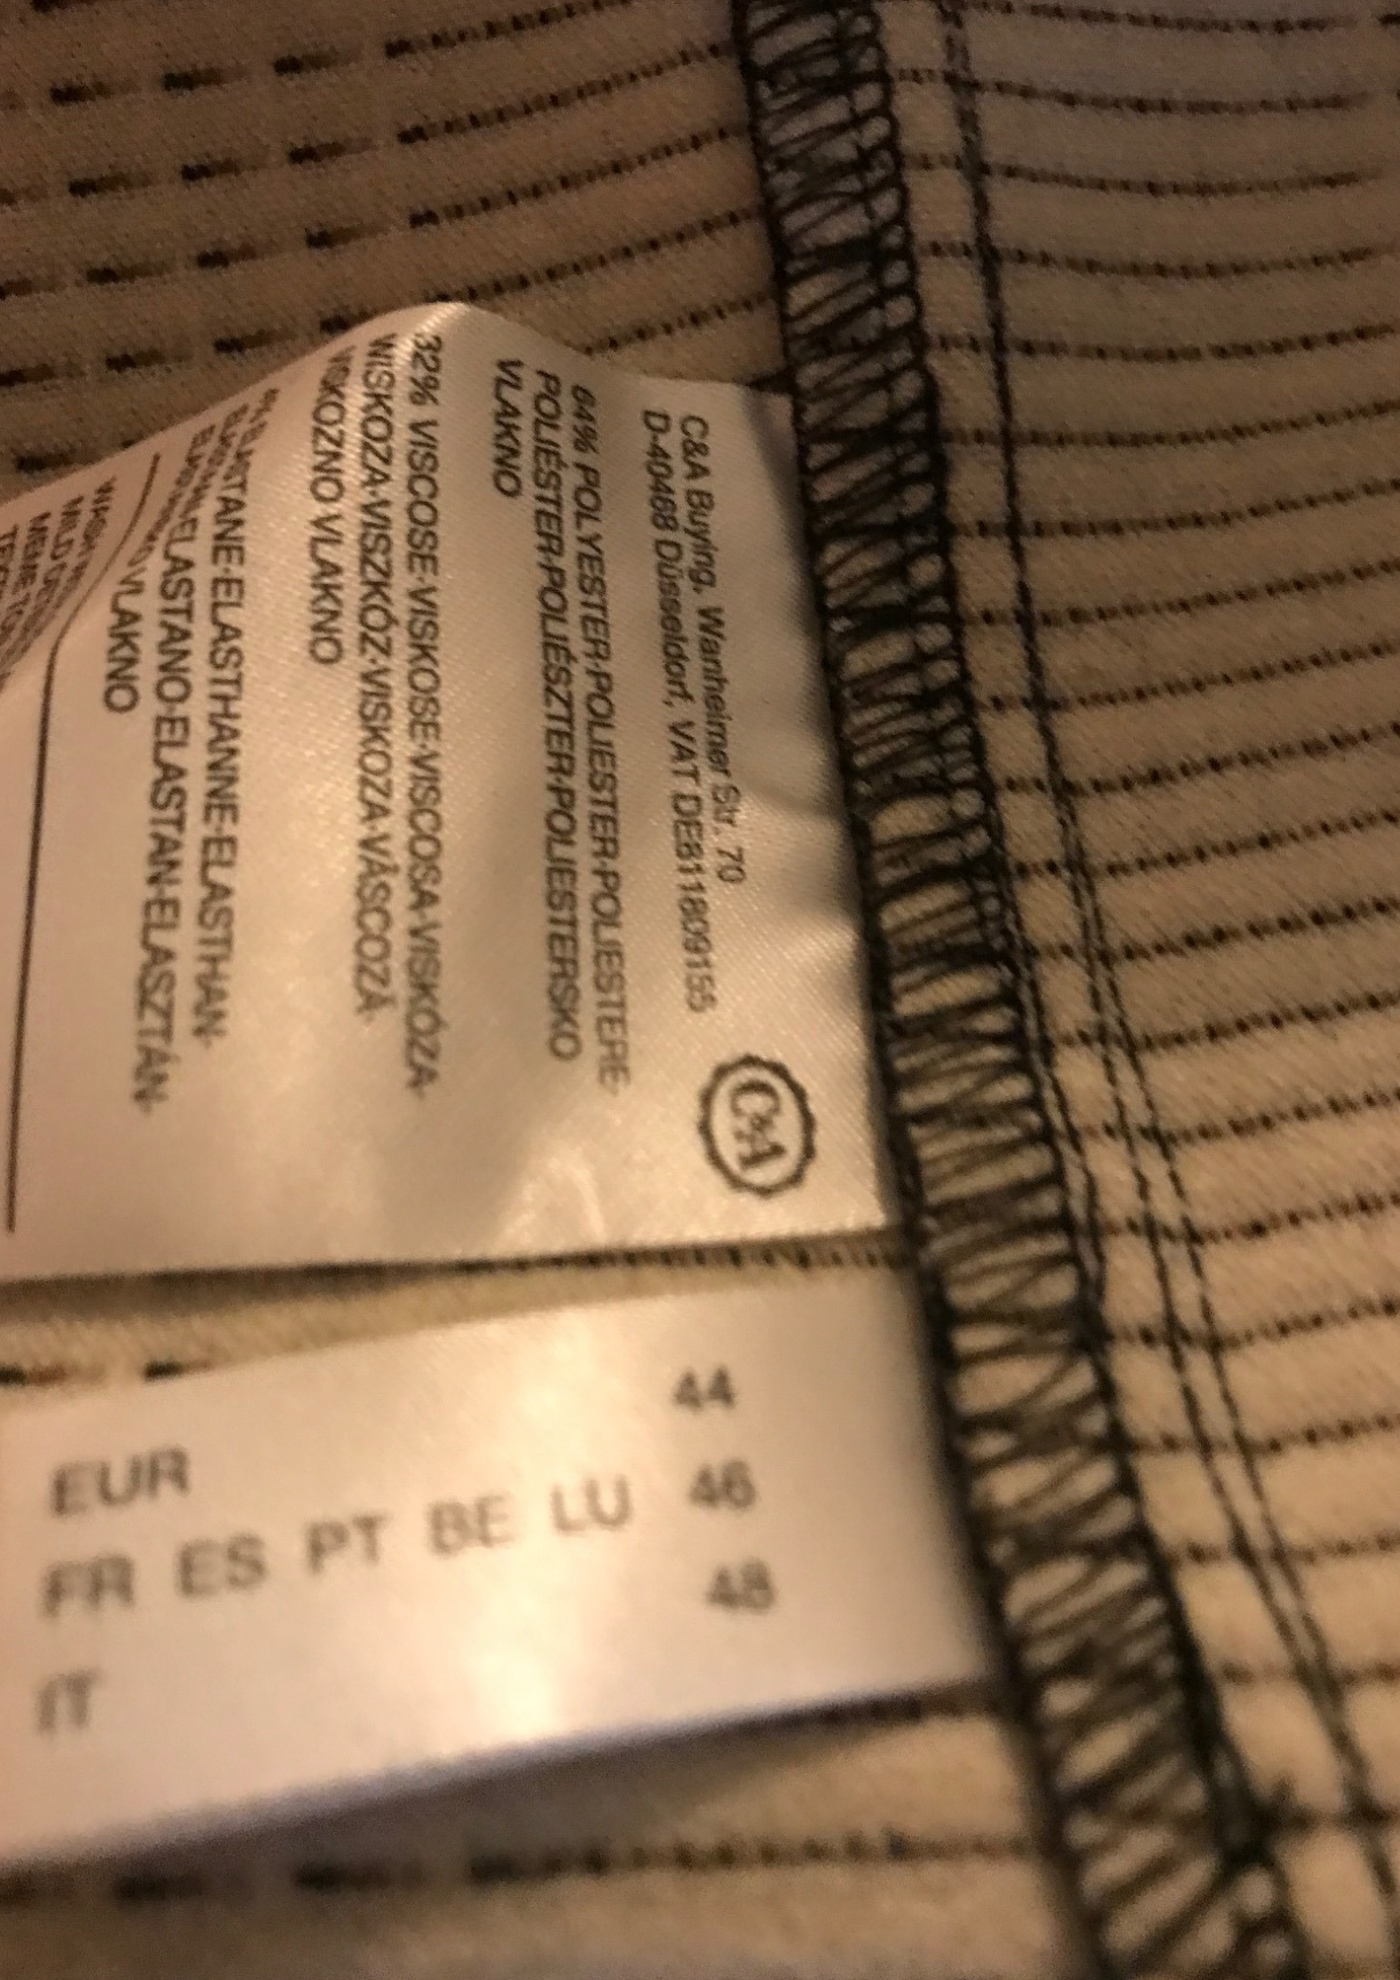 C&A Buying, Wanheimer Str. 70
D-40468 Düsseldorf, VAT DE811809155
C&A
64% POLYESTER·POLIESTER·POLIESTERE·
POLIÉSTER·POLIÉSZTER·POLIESTERSKO
VLAKNO
32% VISCOSE·VISKOSE·VISCOSA·VISKÓZA·
WISKOZA·VISZKÓZ·VISKOZA·VÂSCOZĂ·
VISKOZNO VLAKNO
ELASTANE·ELASTHANNE·ELASTHAN·
ELASTANO·ELASTAN·ELASZTÁN·
VLAKNO
EUR 44
FR ES PT BE LU 46
IT 48